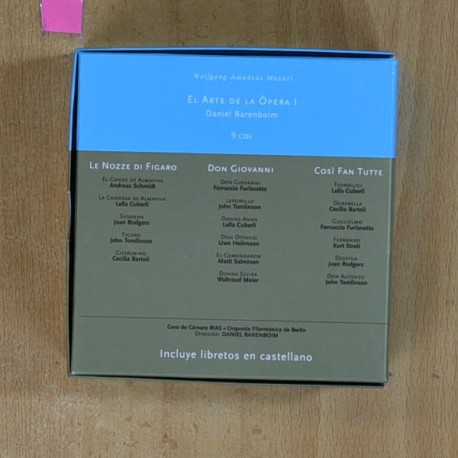 Wolfgang Amadeus Mozart
El Arte de la Ópera I
Daniel Barenboim
9 CDs
Le Nozze di Figaro
El Conde de Almaviva
Andreas Schmidt
La Condesa de Almaviva
Lella Cuberli
Susanna
Joan Rodgers
Figaro
John Tomlinson
Cherubino
Cecilia Bartoli
Don Giovanni
Don Giovanni
Ferruccio Furlanetto
Leporello
John Tomlinson
Donna Anna
Lella Cuberli
Don Ottavio
Uwe Heilmann
El Comendador
Matti Salminen
Donna Elvira
Waltraud Meier
Così Fan Tutte
Fiordiligi
Lella Cuberli
Dorabella
Cecilia Bartoli
Guglielmo
Ferruccio Furlanetto
Ferrando
Kurt Streit
Despina
Joan Rodgers
Don Alfonso
John Tomlinson
Coro de Cámara RIAS • Orquesta Filarmónica de Berlín
Director: DANIEL BARENBOIM
Incluye libretos en castellano